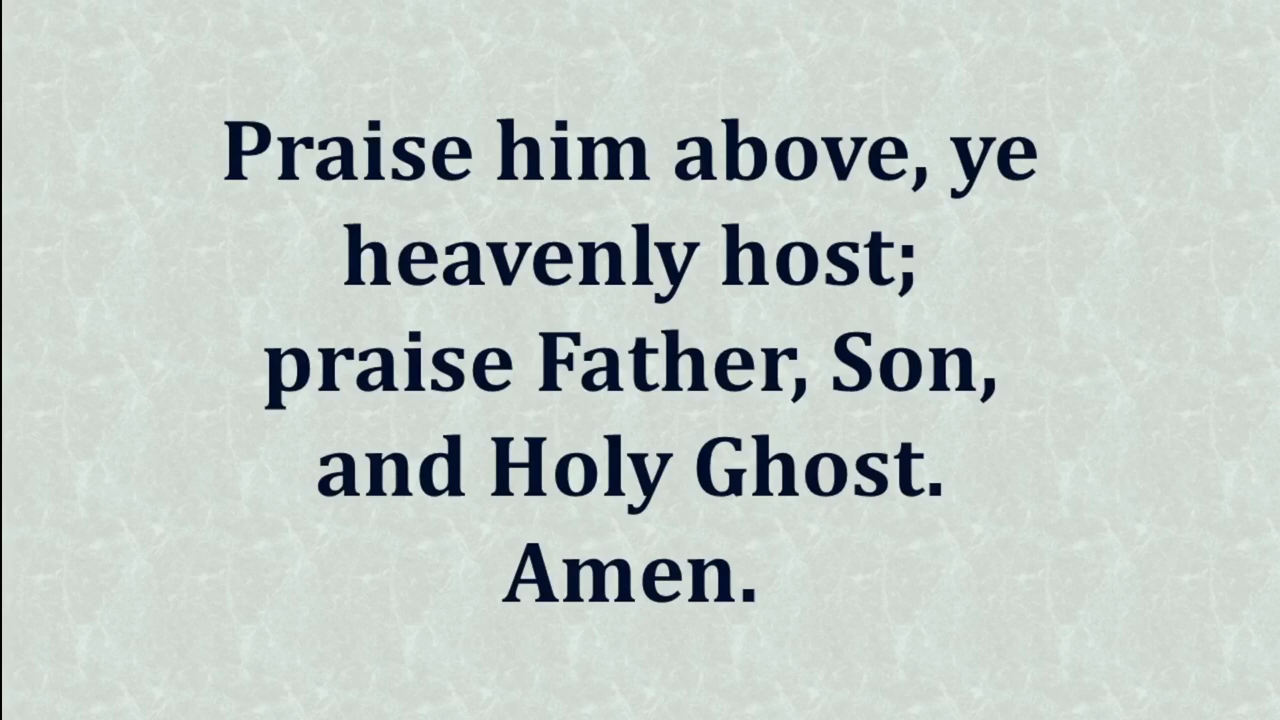 Praise him above, ye
heavenly host;
praise Father, Son,
and Holy Ghost.
Amen.